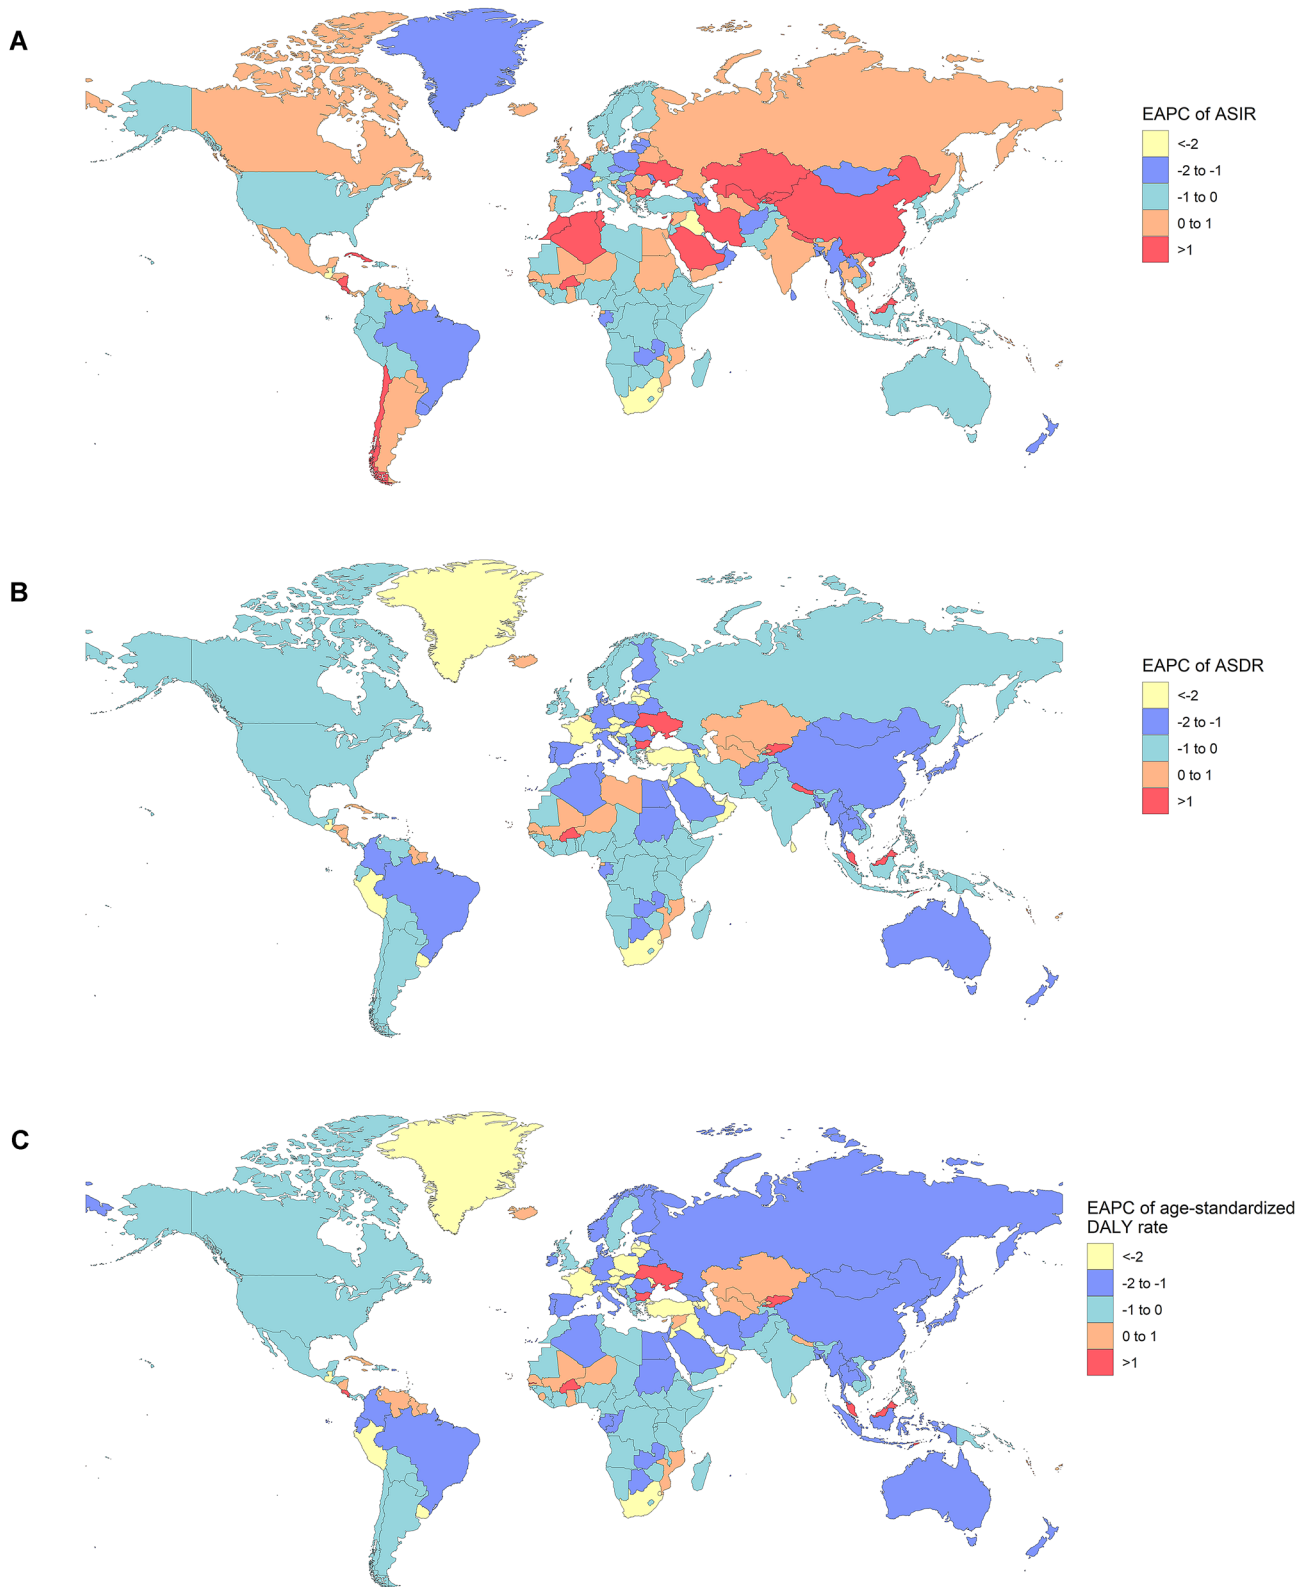 A
EAPC of ASIR
<-2
-2 to -1
-1 to 0
0 to 1
>1
B
EAPC of ASDR
<-2
-2 to -1
-1 to 0
0 to 1
>1
C
EAPC of age-standardized
DALY rate
<-2
-2 to -1
-1 to 0
0 to 1
>1